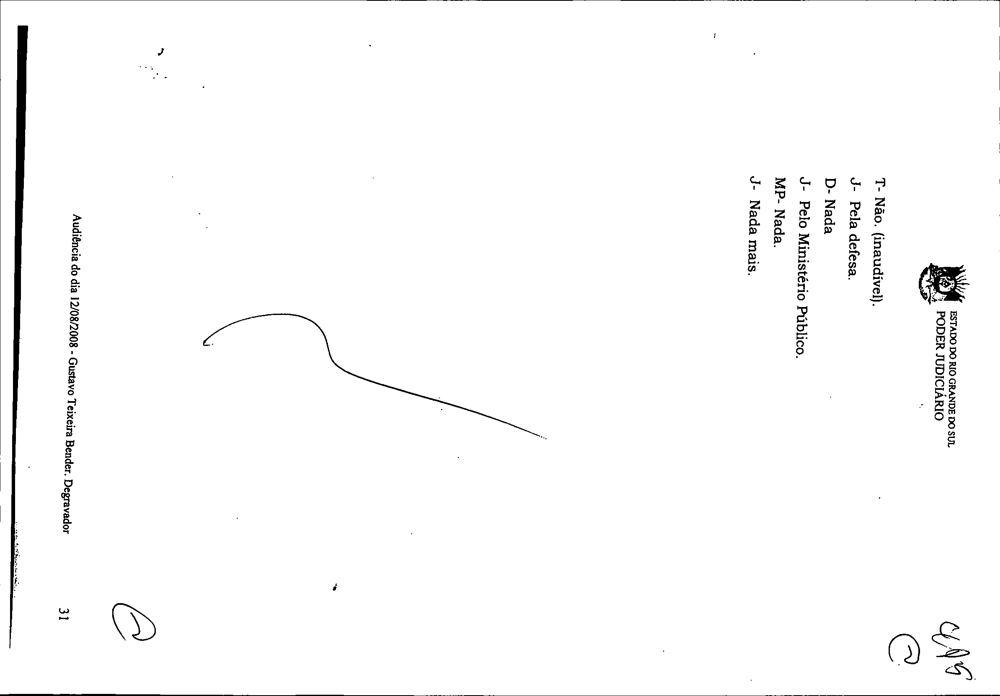 ESTADO DO RIO GRANDE DO SUL
PODER JUDICIÁRIO
T- Não. (inaudível).
J- Pela defesa.
D- Nada
J- Pelo Ministério Público.
MP- Nada.
J- Nada mais.
Audiência do dia 12/08/2008 - Gustavo Teixeira Bender. Degravador
31